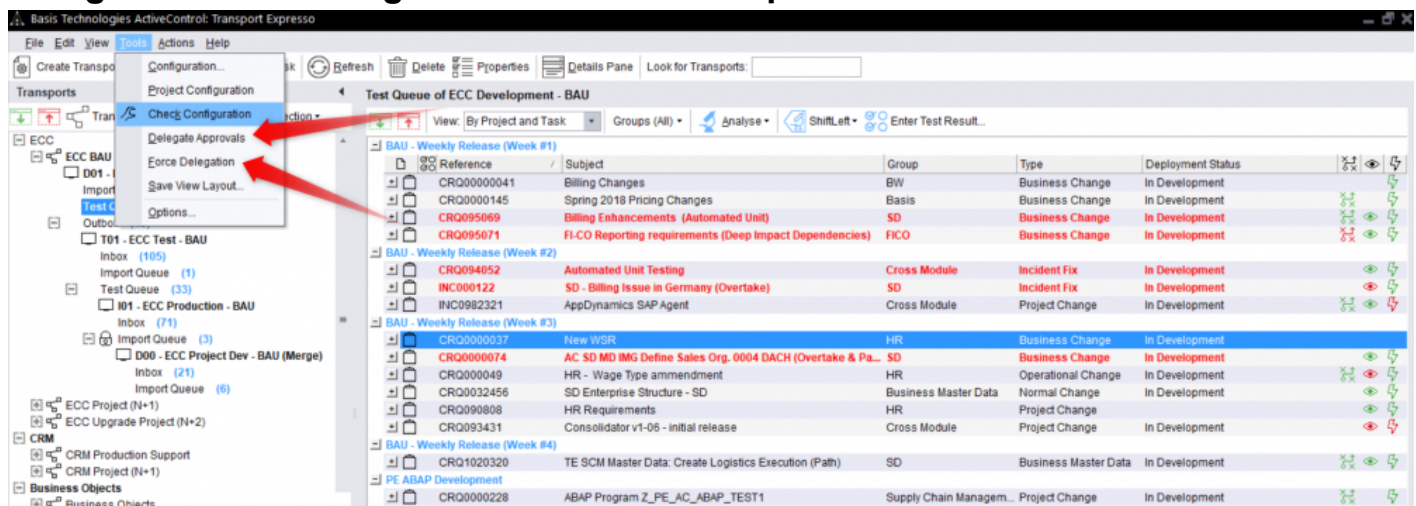 Basis Technologies ActiveControl: Transport Expresso
File Edit View Tools Actions Help
Create Transpo sk Refresh Delete Properties Details Pane Look for Transports:
Configuration...
Project Configuration
Check Configuration
Delegate Approvals
Force Delegation
Save View Layout...
Options...
Transports
Tran ction
ECC
ECC BAU
D01 -
Import
Test
Outbo
T01 - ECC Test - BAU
Inbox (105)
Import Queue (1)
Test Queue (33)
I01 - ECC Production - BAU
Inbox (71)
Import Queue (3)
D00 - ECC Project Dev - BAU (Merge)
Inbox (21)
Import Queue (6)
ECC Project (N+1)
ECC Upgrade Project (N+2)
CRM
CRM Production Support
CRM Project (N+1)
Business Objects
Business Objects
Test Queue of ECC Development - BAU
View: By Project and Task Groups (All) Analyse ShiftLeft Enter Test Result...
BAU - Weekly Release (Week #1)
Reference Subject Group Type Deployment Status
CRQ00000041 Billing Changes BW Business Change In Development
CRQ0000145 Spring 2018 Pricing Changes Basis Business Change In Development
CRQ095069 Billing Enhancements (Automated Unit) SD Business Change In Development
CRQ095071 FI-CO Reporting requirements (Deep Impact Dependencies) FICO Business Change In Development
BAU - Weekly Release (Week #2)
CRQ094052 Automated Unit Testing Cross Module Incident Fix In Development
INC000122 SD - Billing Issue in Germany (Overtake) SD Incident Fix In Development
INC0982321 AppDynamics SAP Agent Cross Module Project Change In Development
BAU - Weekly Release (Week #3)
CRQ0000037 New WSR HR Business Change In Development
CRQ0000074 AC SD MD IMG Define Sales Org. 0004 DACH (Overtake & Pa... SD Business Change In Development
CRQ000049 HR - Wage Type ammendment HR Operational Change In Development
CRQ0032456 SD Enterprise Structure - SD Business Master Data Normal Change In Development
CRQ090808 HR Requirements HR Project Change In Development
CRQ093431 Consolidator v1-06 - initial release Cross Module Project Change In Development
BAU - Weekly Release (Week #4)
CRQ1020320 TE SCM Master Data: Create Logistics Execution (Path) SD Business Master Data In Development
PE ABAP Development
CRQ0000228 ABAP Program Z_PE_AC_ABAP_TEST1 Supply Chain Managem... Project Change In Development